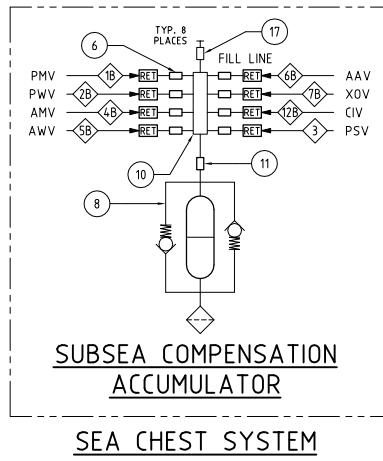 6
TYP. 8
PLACES
17
FILL LINE
PMV 1B RET RET 6B AAV
PWV 2B RET RET 7B XOV
AMV 4B RET RET 12B CIV
AWV 5B RET RET 3 PSV
10
11
8
SUBSEA COMPENSATION
ACCUMULATOR
SEA CHEST SYSTEM